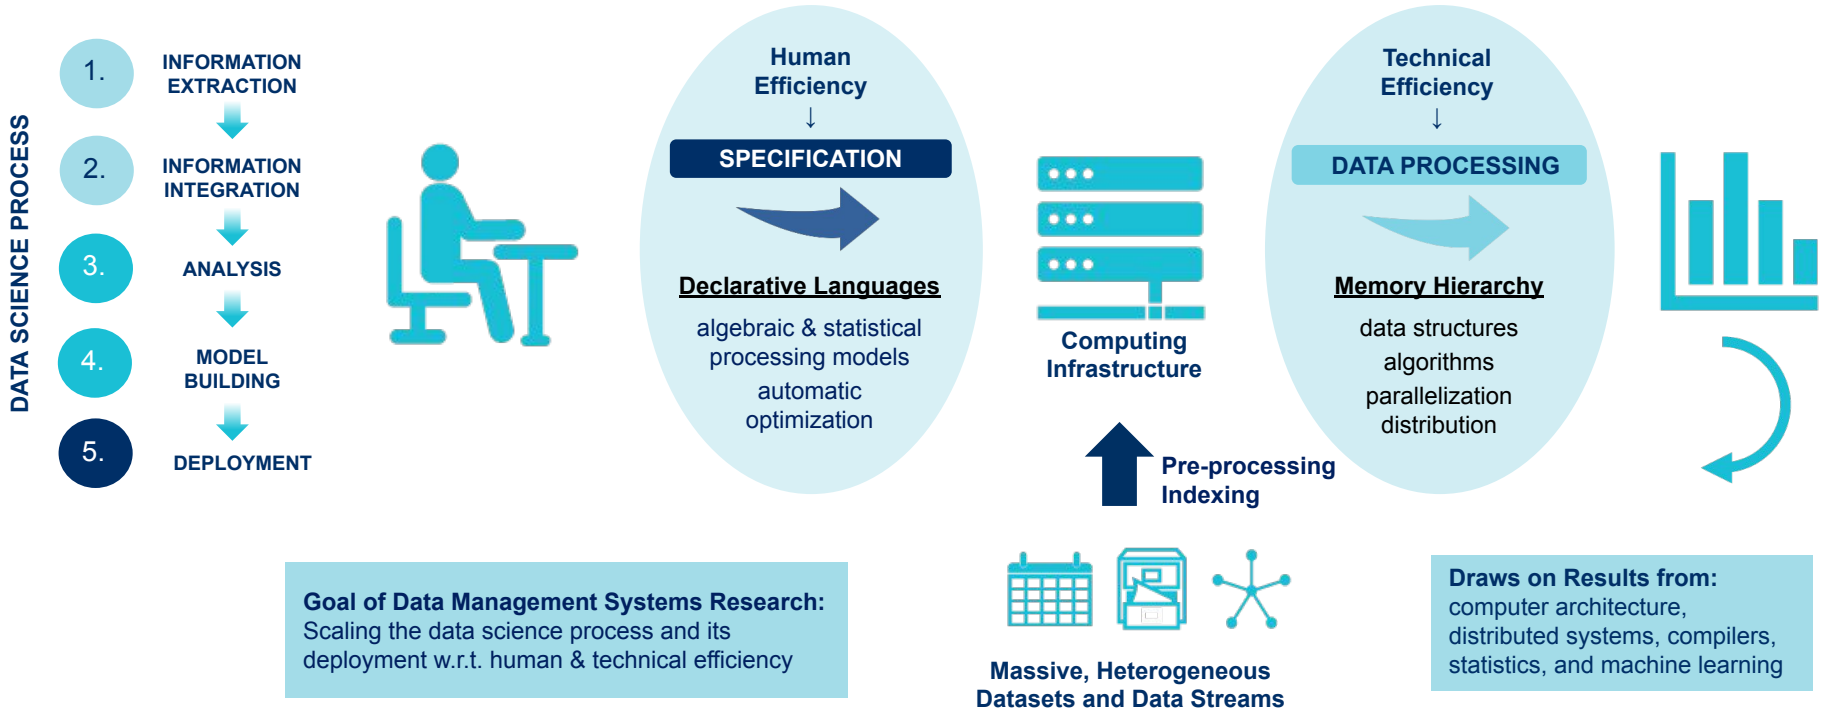 DATA SCIENCE PROCESS
1.
INFORMATION
EXTRACTION
2.
INFORMATION
INTEGRATION
3.
ANALYSIS
4.
MODEL
BUILDING
5.
DEPLOYMENT
Human
Efficiency
↓
SPECIFICATION
Declarative Languages
algebraic & statistical
processing models
automatic
optimization
Computing
Infrastructure
Pre-processing
Indexing
Massive, Heterogeneous
Datasets and Data Streams
Technical
Efficiency
↓
DATA PROCESSING
Memory Hierarchy
data structures
algorithms
parallelization
distribution
Goal of Data Management Systems Research:
Scaling the data science process and its
deployment w.r.t. human & technical efficiency
Draws on Results from:
computer architecture,
distributed systems, compilers,
statistics, and machine learning